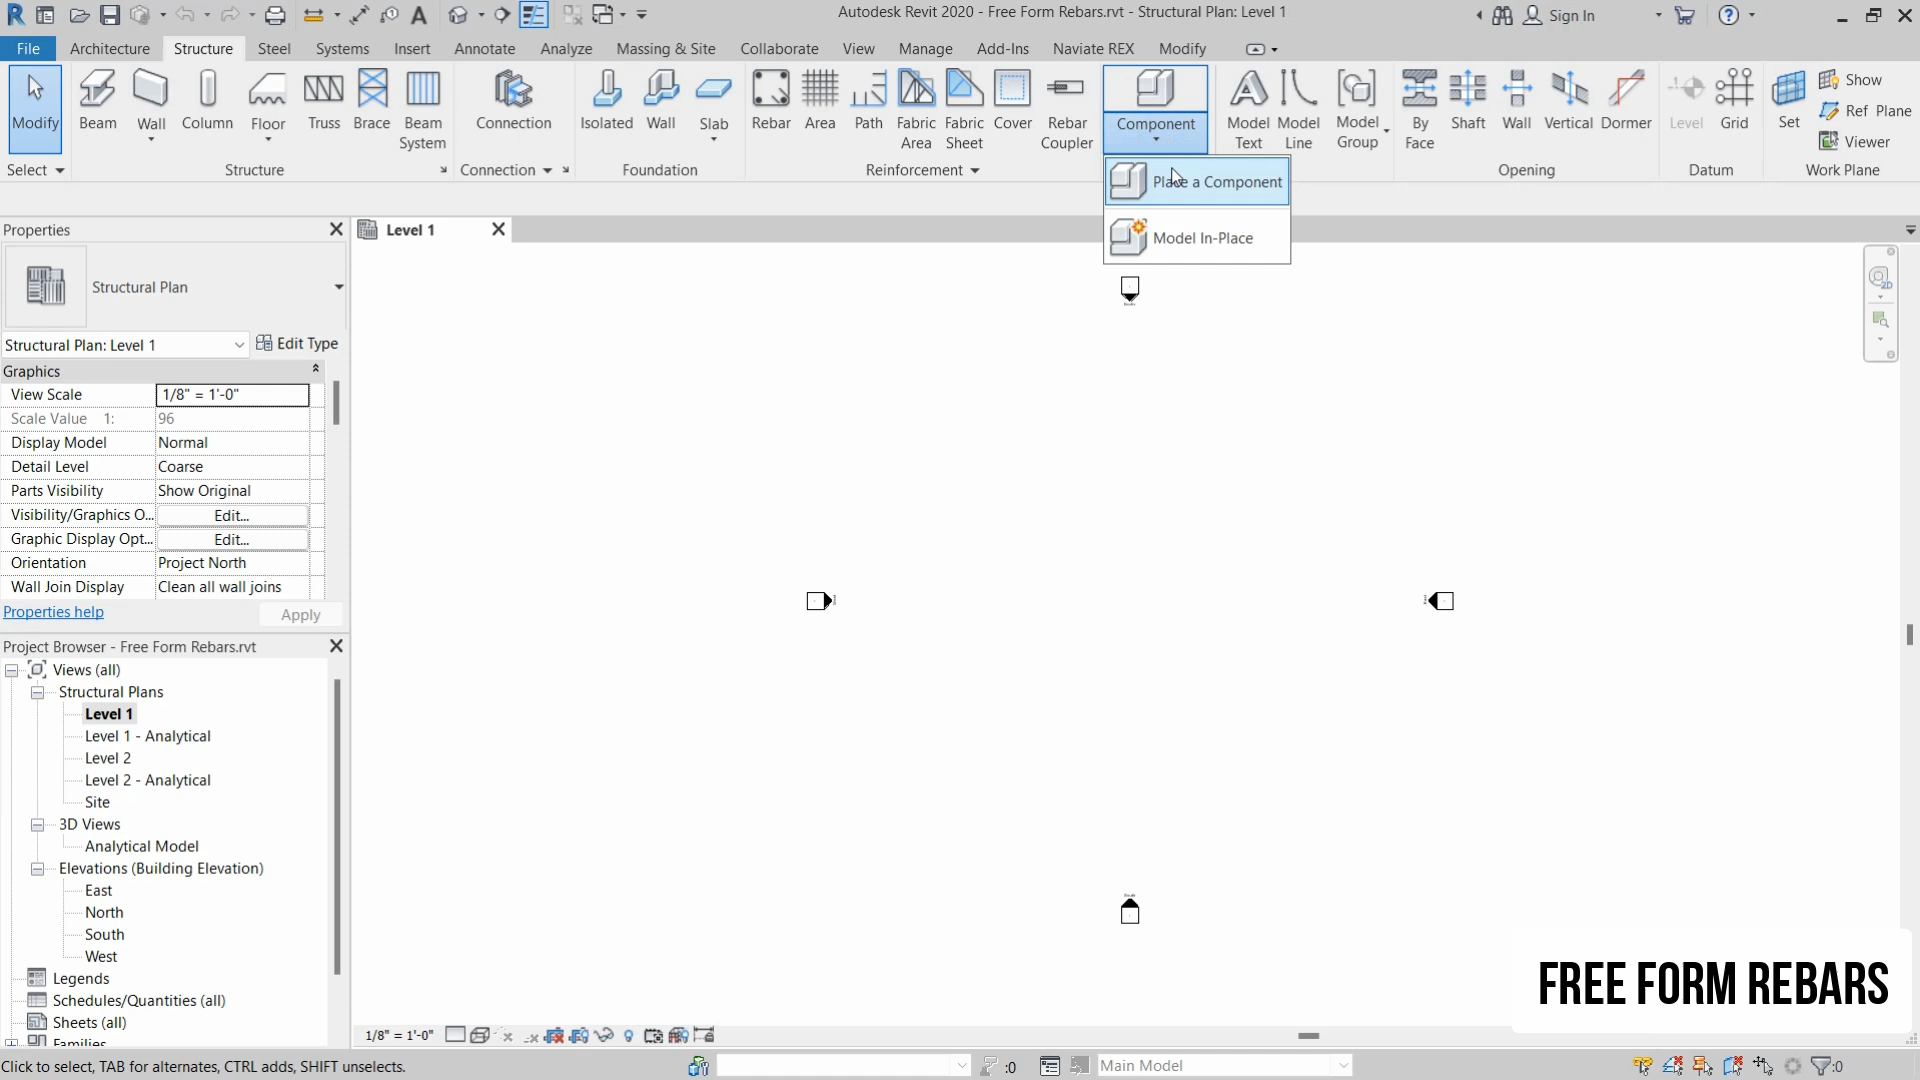 Autodesk Revit 2020 - Free Form Rebars.rvt - Structural Plan: Level 1
Sign In
File Architecture Structure Steel Systems Insert Annotate Analyze Massing & Site Collaborate View Manage Add-Ins Naviate REX Modify
Modify
Beam
Wall
Column
Floor
Truss
Brace
Beam
System
Connection
Isolated
Wall
Slab
Rebar
Area
Path
Fabric
Area
Fabric
Sheet
Cover
Rebar
Coupler
Component
Model
Text
Model
Line
Model
Group
By
Face
Shaft
Wall
Vertical
Dormer
Level
Grid
Set
Show
Ref Plane
Viewer
Select
Structure
Connection
Foundation
Reinforcement
Opening
Datum
Work Plane
Place a Component
Model In-Place
Properties
Level 1
Structural Plan
Structural Plan: Level 1
Edit Type
Graphics
View Scale 1/8" = 1'-0"
Scale Value 1: 96
Display Model Normal
Detail Level Coarse
Parts Visibility Show Original
Visibility/Graphics O... Edit...
Graphic Display Opt... Edit...
Orientation Project North
Wall Join Display Clean all wall joins
Properties help
Apply
Project Browser - Free Form Rebars.rvt
Views (all)
Structural Plans
Level 1
Level 1 - Analytical
Level 2
Level 2 - Analytical
Site
3D Views
Analytical Model
Elevations (Building Elevation)
East
North
South
West
Legends
Schedules/Quantities (all)
Sheets (all)
Families
2D
FREE FORM REBARS
1/8" = 1'-0"
Click to select, TAB for alternates, CTRL adds, SHIFT unselects.
:0
Main Model
:0